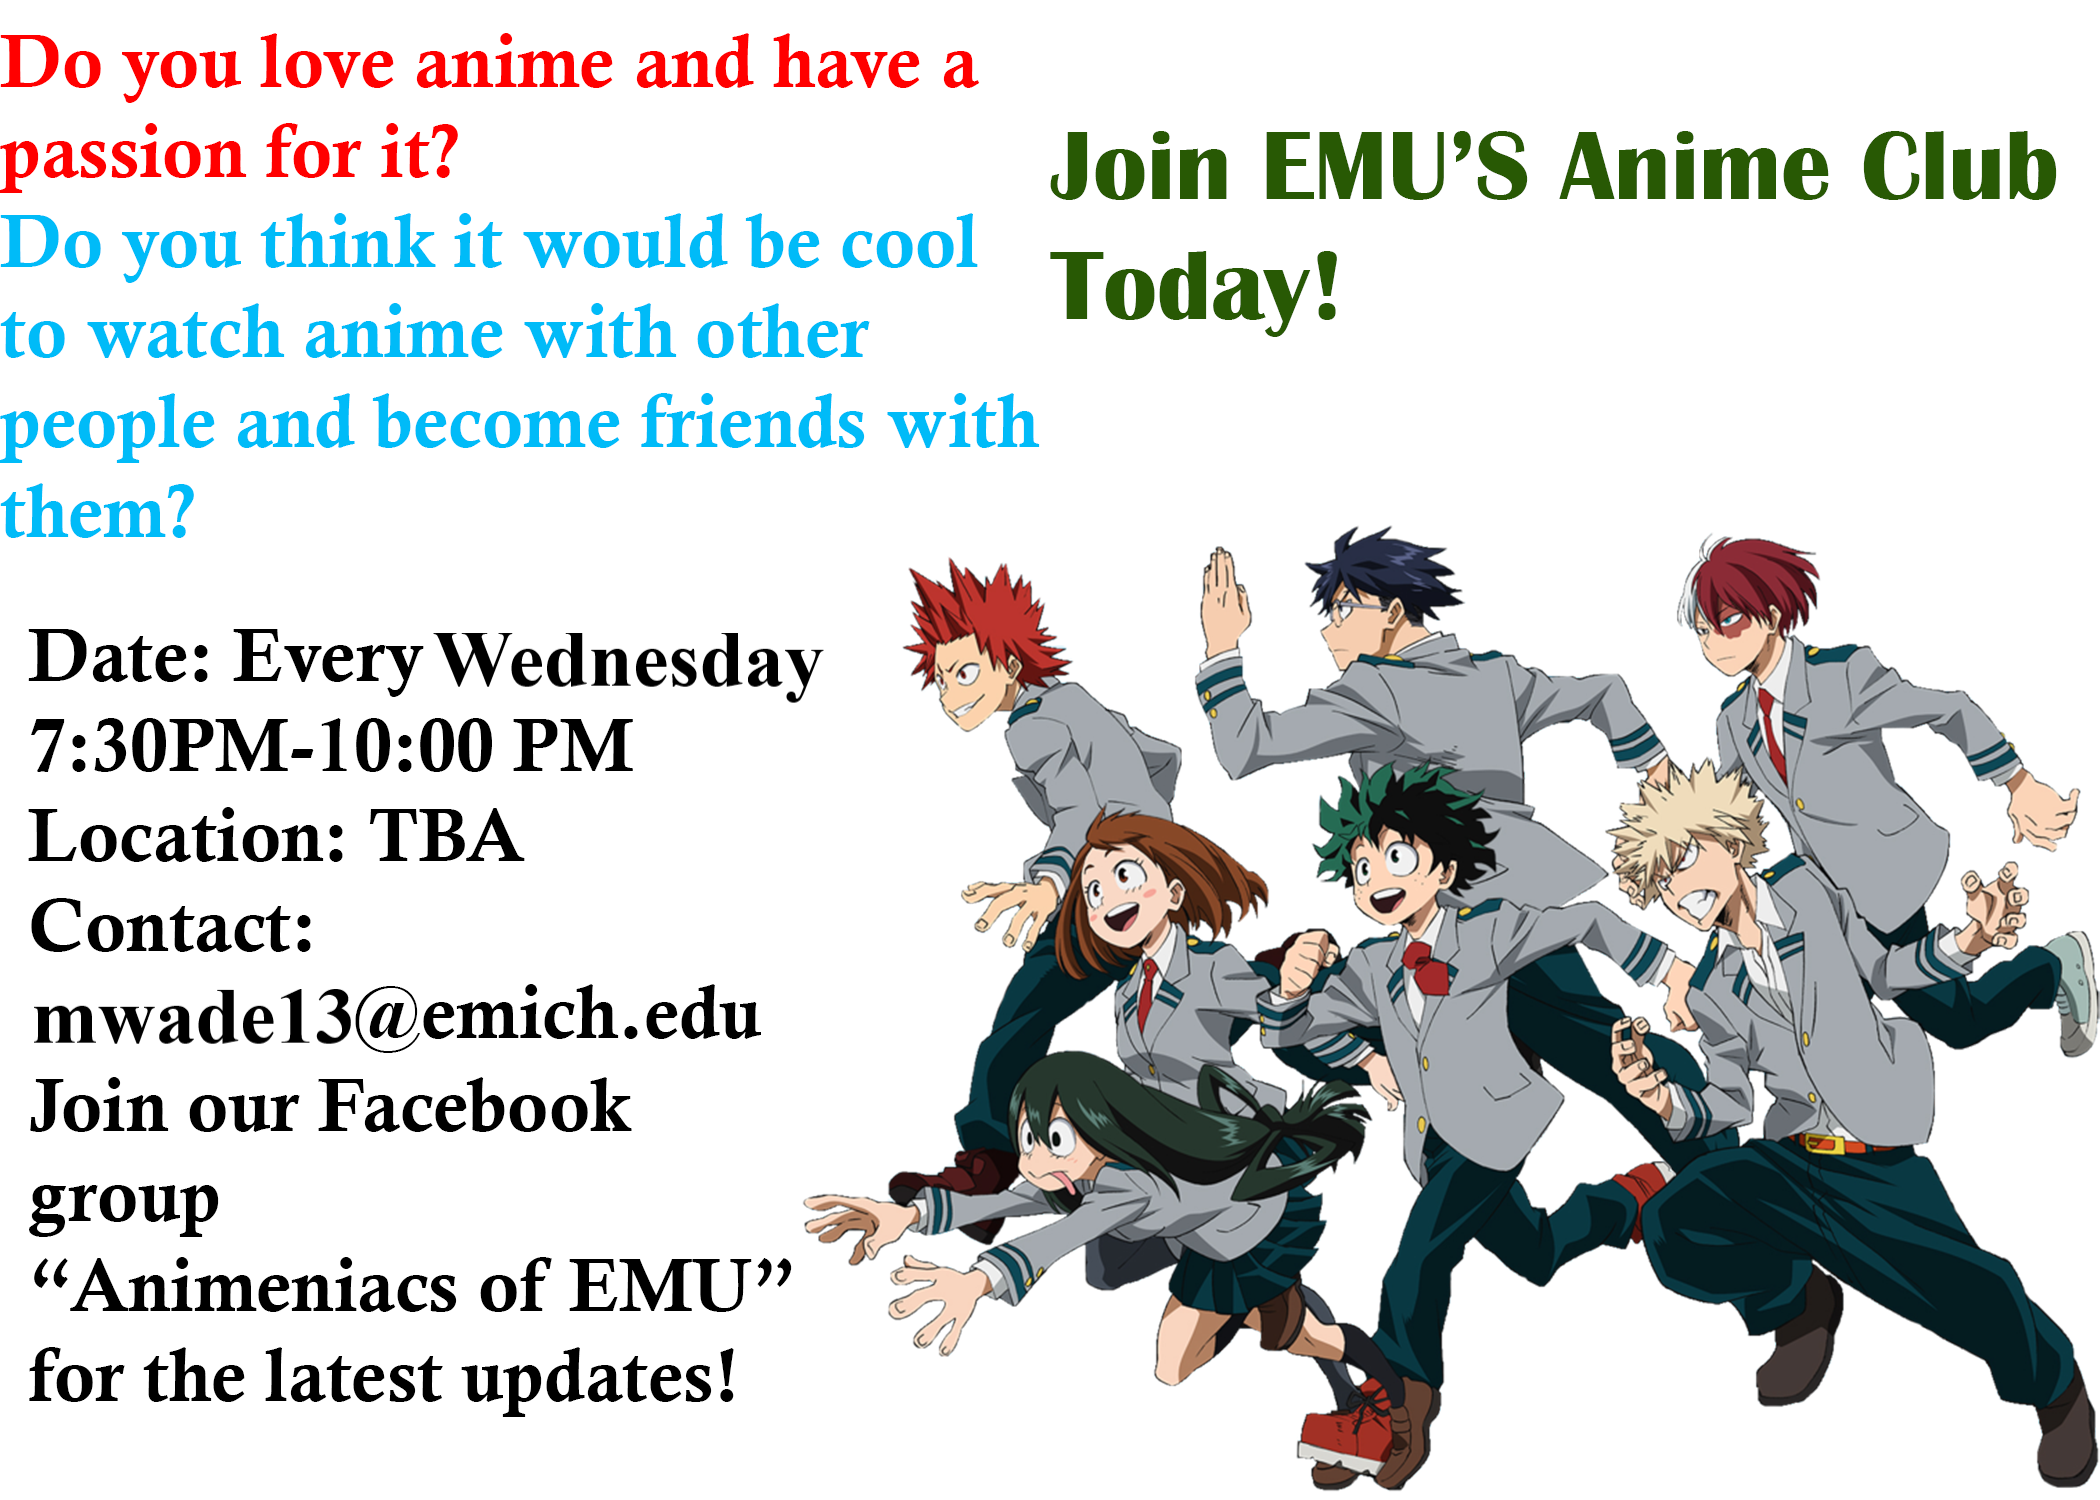 Do you love anime and have a
passion for it?
Do you think it would be cool
to watch anime with other
people and become friends with
them?
Join EMU’S Anime Club
Today!
Date: Every Wednesday
7:30PM-10:00 PM
Location: TBA
Contact:
mwade13@emich.edu
Join our Facebook
group
“Animeniacs of EMU”
for the latest updates!